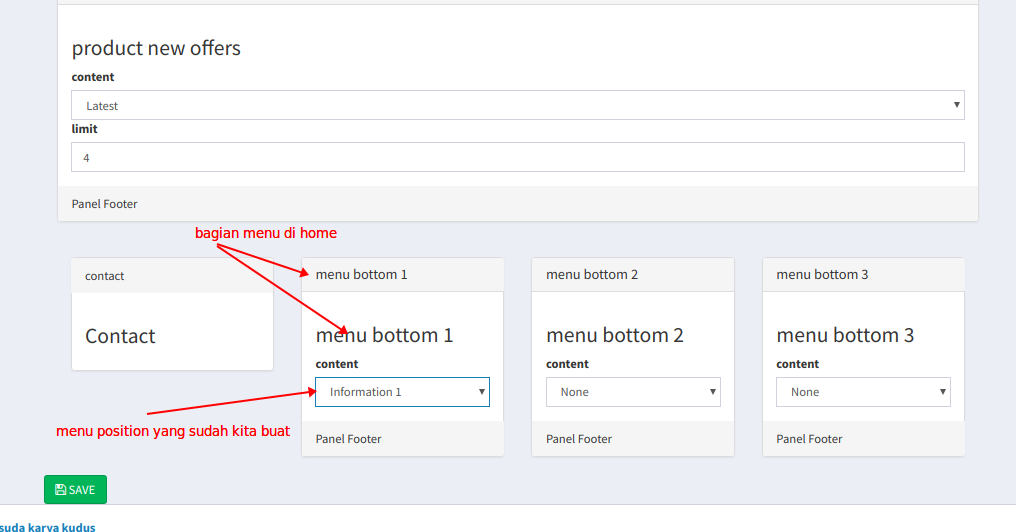 product new offers
content
Latest
limit
4
Panel Footer
bagian menu di home
contact
menu bottom 1
menu bottom 2
menu bottom 3
Contact
menu bottom 1
menu bottom 2
menu bottom 3
content
content
content
Information 1
None
None
menu position yang sudah kita buat
Panel Footer
Panel Footer
Panel Footer
SAVE
suda karya kudus